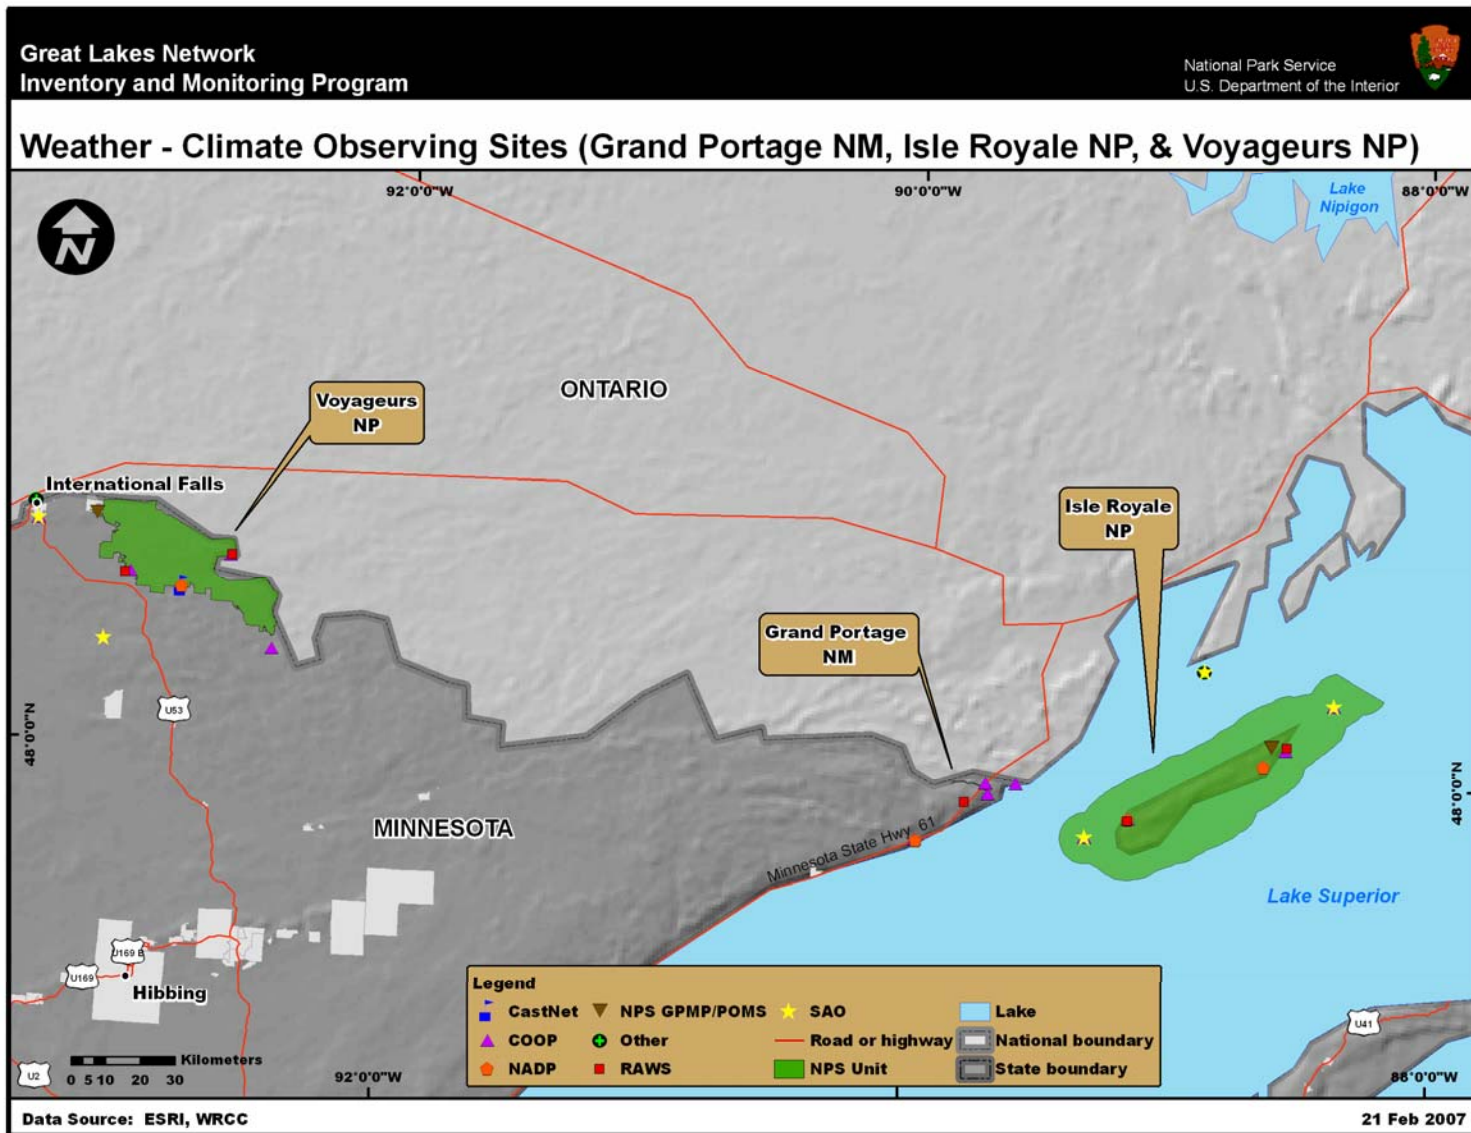 Great Lakes Network
Inventory and Monitoring Program
National Park Service
U.S. Department of the Interior
Weather - Climate Observing Sites (Grand Portage NM, Isle Royale NP, & Voyageurs NP)
92°0'0"W
90°0'0"W
88°0'0"W
Lake
Nipigon
N
ONTARIO
Voyageurs
NP
International Falls
Isle Royale
NP
Grand Portage
NM
U53
48°0'0"N
48°0'0"N
MINNESOTA
Minnesota State Hwy 61
Lake Superior
U169 B
U169
Hibbing
Legend
CastNet
NPS GPMP/POMS
SAO
Lake
COOP
Other
Road or highway
National boundary
NADP
RAWS
NPS Unit
State boundary
U41
Kilometers
0 5 10 20 30
U2
92°0'0"W
88°0'0"W
Data Source: ESRI, WRCC
21 Feb 2007